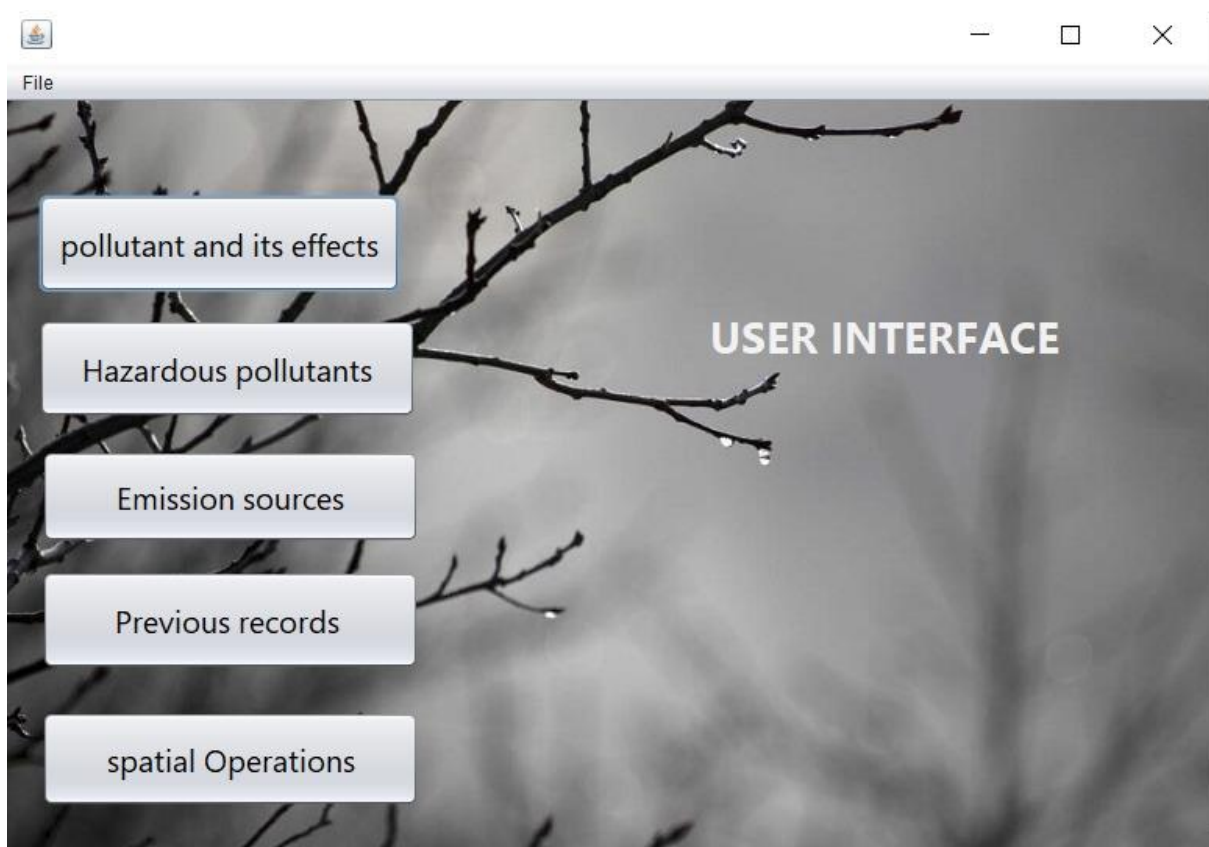 File
pollutant and its effects
Hazardous pollutants
USER INTERFACE
Emission sources
Previous records
spatial Operations